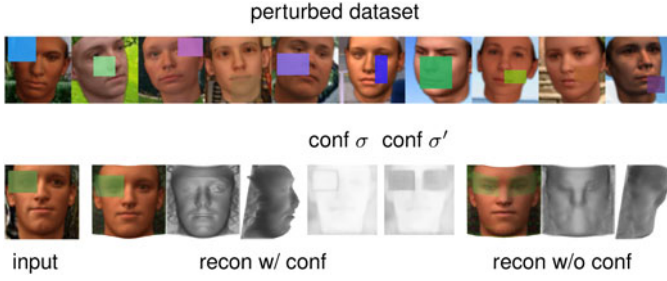 perturbed dataset
conf σ conf σ′
input recon w/ conf recon w/o conf